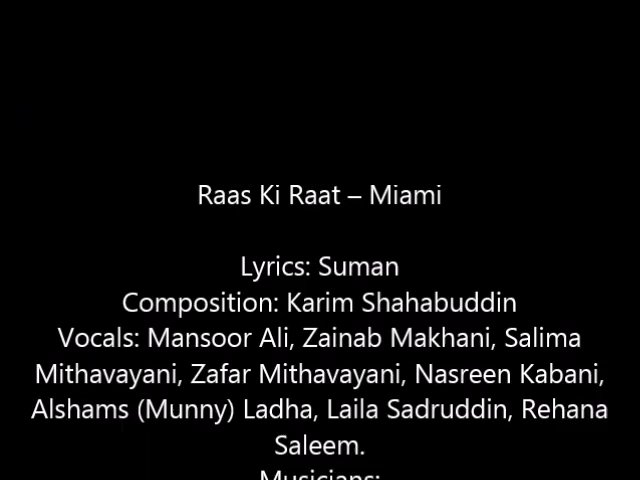 Raas Ki Raat – Miami
Lyrics: Suman
Composition: Karim Shahabuddin
Vocals: Mansoor Ali, Zainab Makhani, Salima
Mithavayani, Zafar Mithavayani, Nasreen Kabani,
Alshams (Munny) Ladha, Laila Sadruddin, Rehana
Saleem.
Musicians: